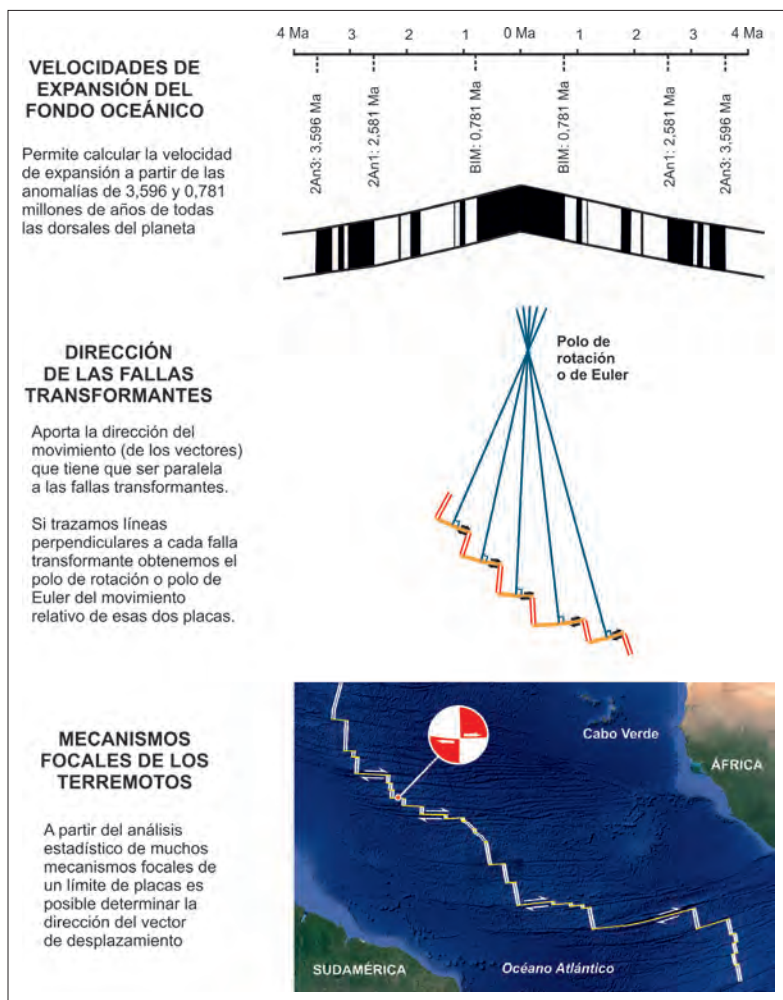 4 Ma 3 2 1 0 Ma 1 2 3 4 Ma
VELOCIDADES DE
EXPANSIÓN DEL
FONDO OCEÁNICO
Permite calcular la velocidad
de expansión a partir de las
anomalías de 3,596 y 0,781
millones de años de todas
las dorsales del planeta
2An3: 3,596 Ma
2An1: 2,581 Ma
BIM: 0,781 Ma
BIM: 0,781 Ma
2An1: 2,581 Ma
2An3: 3,596 Ma
DIRECCIÓN
DE LAS FALLAS
TRANSFORMANTES
Aporta la dirección del
movimiento (de los vectores)
que tiene que ser paralela
a las fallas transformantes.
Si trazamos líneas
perpendiculares a cada falla
transformante obtenemos el
polo de rotación o polo de
Euler del movimiento
relativo de esas dos placas.
Polo de
rotación
o de Euler
MECANISMOS
FOCALES DE LOS
TERREMOTOS
A partir del análisis
estadístico de muchos
mecanismos focales de
un límite de placas es
posible determinar la
dirección del vector
de desplazamiento
Cabo Verde
ÁFRICA
SUDAMÉRICA
Océano Atlántico